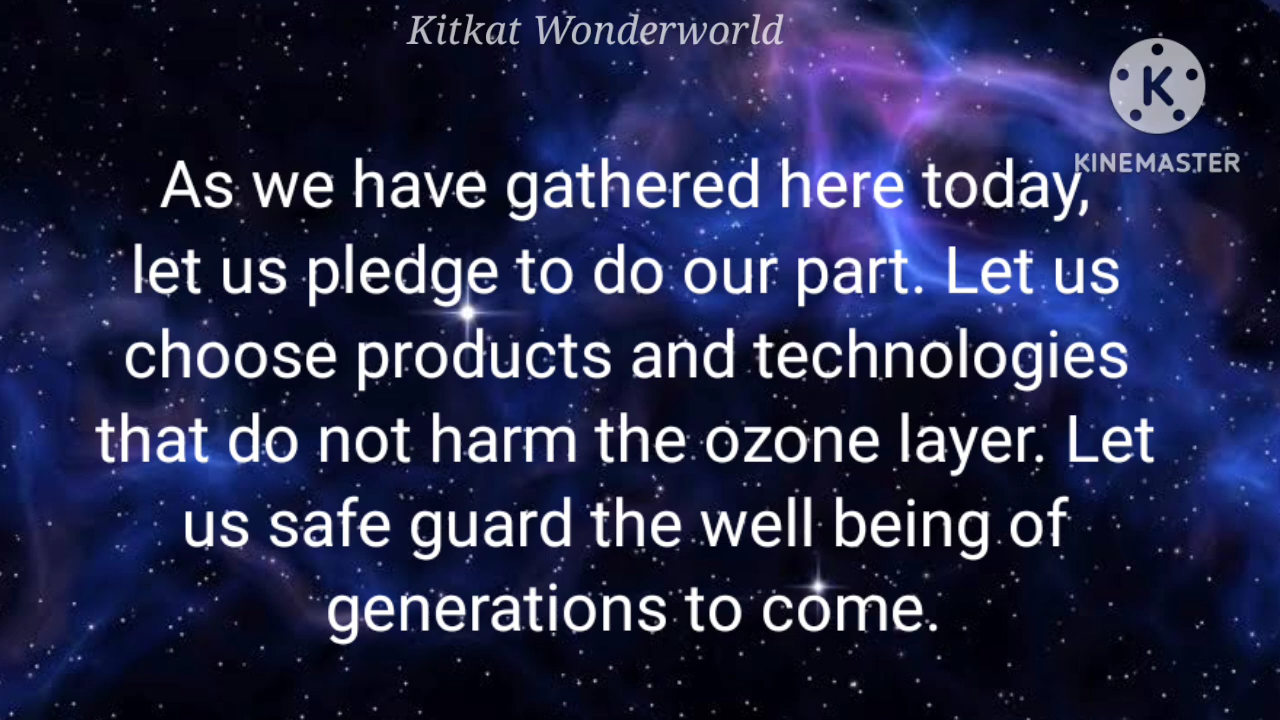 Kitkat Wonderworld
K
KINEMASTER
As we have gathered here today,
let us pledge to do our part. Let us
choose products and technologies
that do not harm the ozone layer. Let
us safe guard the well being of
generations to come.